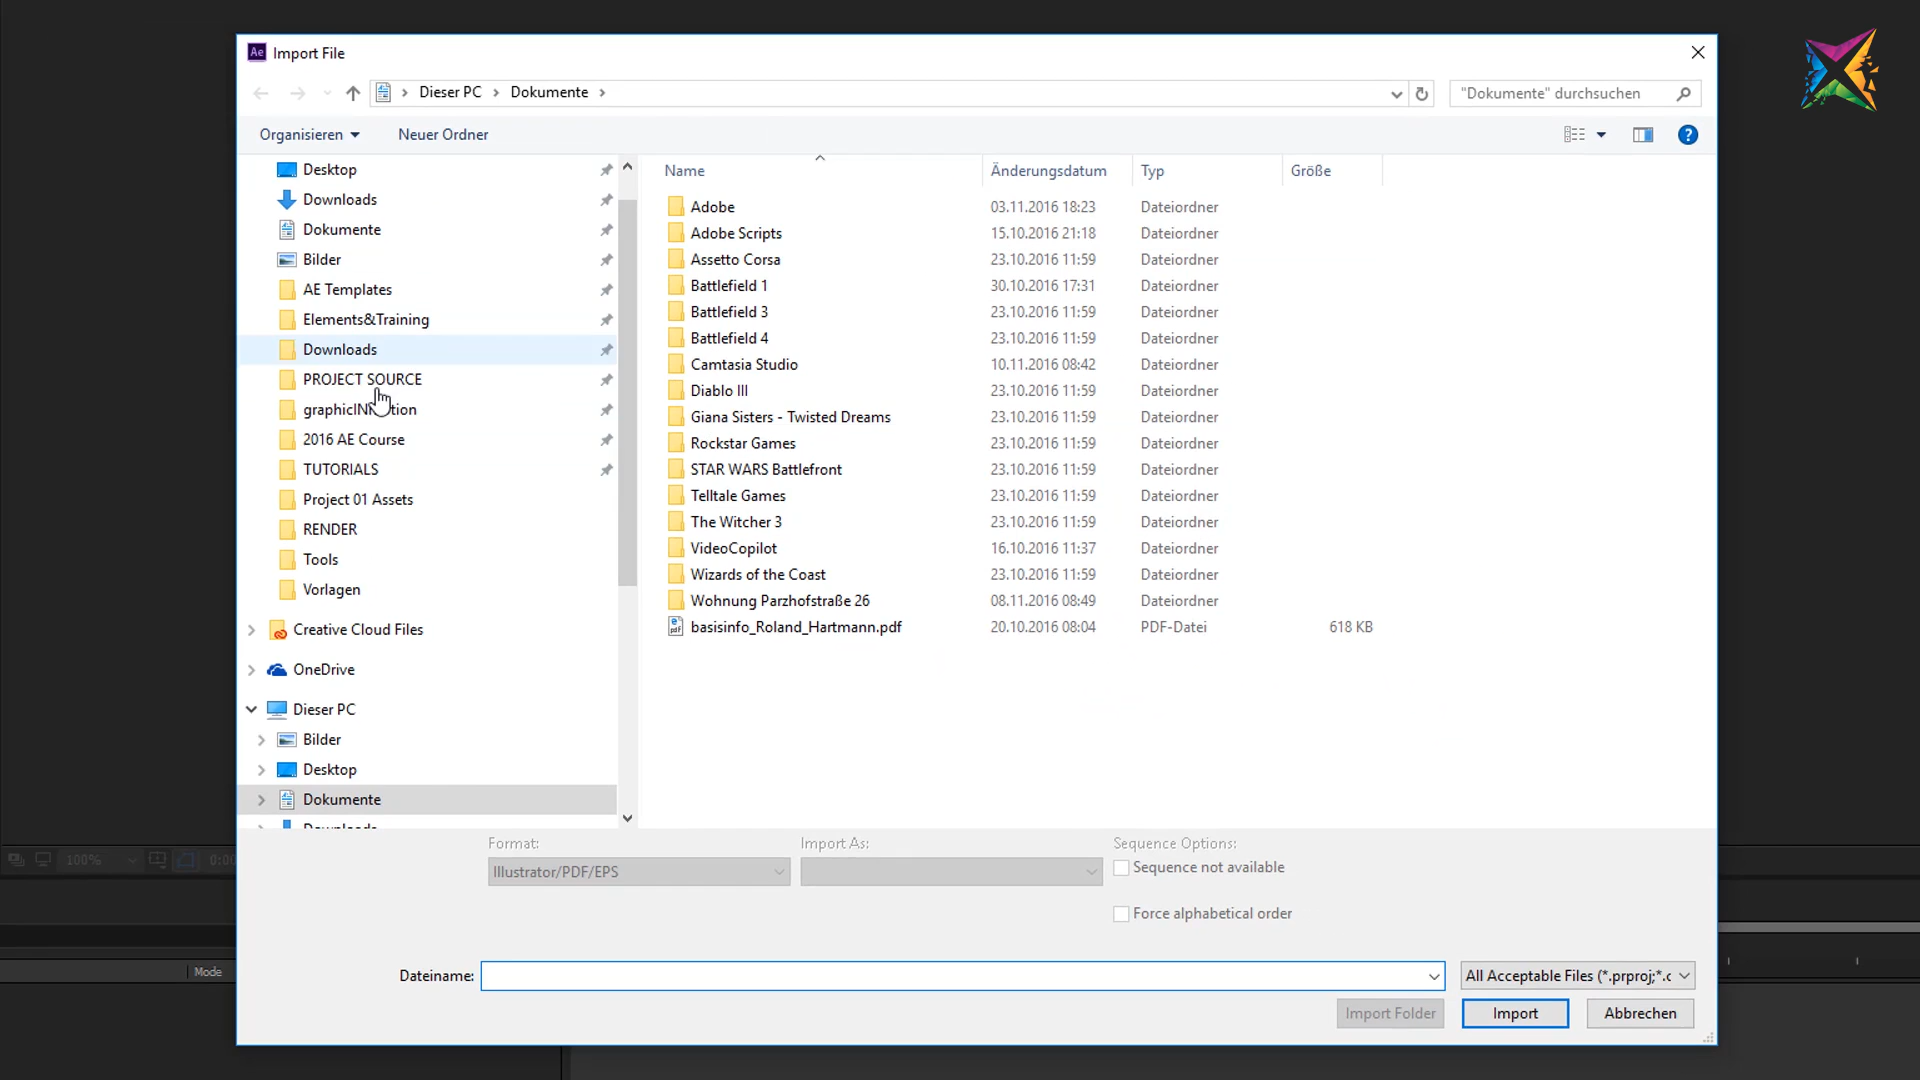 Ae Import File
Dieser PC Dokumente
"Dokumente" durchsuchen
Organisieren Neuer Ordner
Desktop
Downloads
Dokumente
Bilder
AE Templates
Elements&Training
Downloads
PROJECT SOURCE
2016 AE Course
TUTORIALS
Project 01 Assets
RENDER
Tools
Vorlagen
Creative Cloud Files
OneDrive
Dieser PC
Bilder
Desktop
Dokumente
Downloads
Name Änderungsdatum Typ Größe
Adobe 03.11.2016 18:23 Dateiordner
Adobe Scripts 15.10.2016 21:18 Dateiordner
Assetto Corsa 23.10.2016 11:59 Dateiordner
Battlefield 1 30.10.2016 17:31 Dateiordner
Battlefield 3 23.10.2016 11:59 Dateiordner
Battlefield 4 23.10.2016 11:59 Dateiordner
Camtasia Studio 10.11.2016 08:42 Dateiordner
Diablo III 23.10.2016 11:59 Dateiordner
Giana Sisters - Twisted Dreams 23.10.2016 11:59 Dateiordner
Rockstar Games 23.10.2016 11:59 Dateiordner
STAR WARS Battlefront 23.10.2016 11:59 Dateiordner
Telltale Games 23.10.2016 11:59 Dateiordner
The Witcher 3 23.10.2016 11:59 Dateiordner
VideoCopilot 16.10.2016 11:37 Dateiordner
Wizards of the Coast 23.10.2016 11:59 Dateiordner
Wohnung Parzhofstraße 26 08.11.2016 08:49 Dateiordner
basisinfo_Roland_Hartmann.pdf 20.10.2016 08:04 PDF-Datei 618 KB
Format: Import As: Sequence Options:
Illustrator/PDF/EPS
Sequence not available
Force alphabetical order
100% 0:00
Mode
Dateiname:
All Acceptable Files (*.prproj;*.c
Import Folder Import Abbrechen